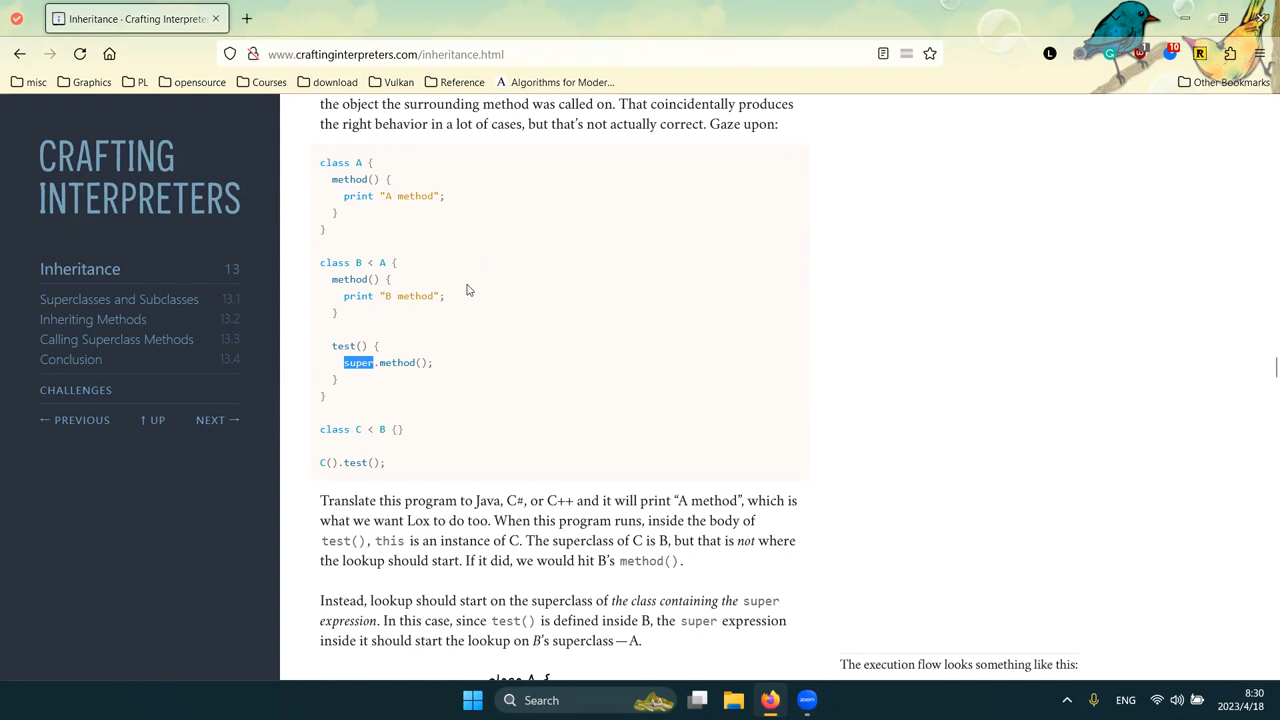 Inheritance · Crafting Interpreter
www.craftinginterpreters.com/inheritance.html
L
G
1
10
R
misc
Graphics
PL
opensource
Courses
download
Vulkan
Reference
A Algorithms for Moder...
Other Bookmarks
CRAFTING
INTERPRETERS
Inheritance 13
Superclasses and Subclasses 13.1
Inheriting Methods 13.2
Calling Superclass Methods 13.3
Conclusion 13.4
CHALLENGES
← PREVIOUS ↑ UP NEXT →
the object the surrounding method was called on. That coincidentally produces
the right behavior in a lot of cases, but that’s not actually correct. Gaze upon:
class A {
method() {
print "A method";
}
}
class B < A {
method() {
print "B method";
}
test() {
super.method();
}
}
class C < B {}
C().test();
Translate this program to Java, C#, or C++ and it will print “A method”, which is
what we want Lox to do too. When this program runs, inside the body of
test(), this is an instance of C. The superclass of C is B, but that is not where
the lookup should start. If it did, we would hit B’s method().
Instead, lookup should start on the superclass of the class containing the super
expression. In this case, since test() is defined inside B, the super expression
inside it should start the lookup on B’s superclass—A.
class A {
The execution flow looks something like this:
Search
zoom
ENG
8:30
2023/4/18